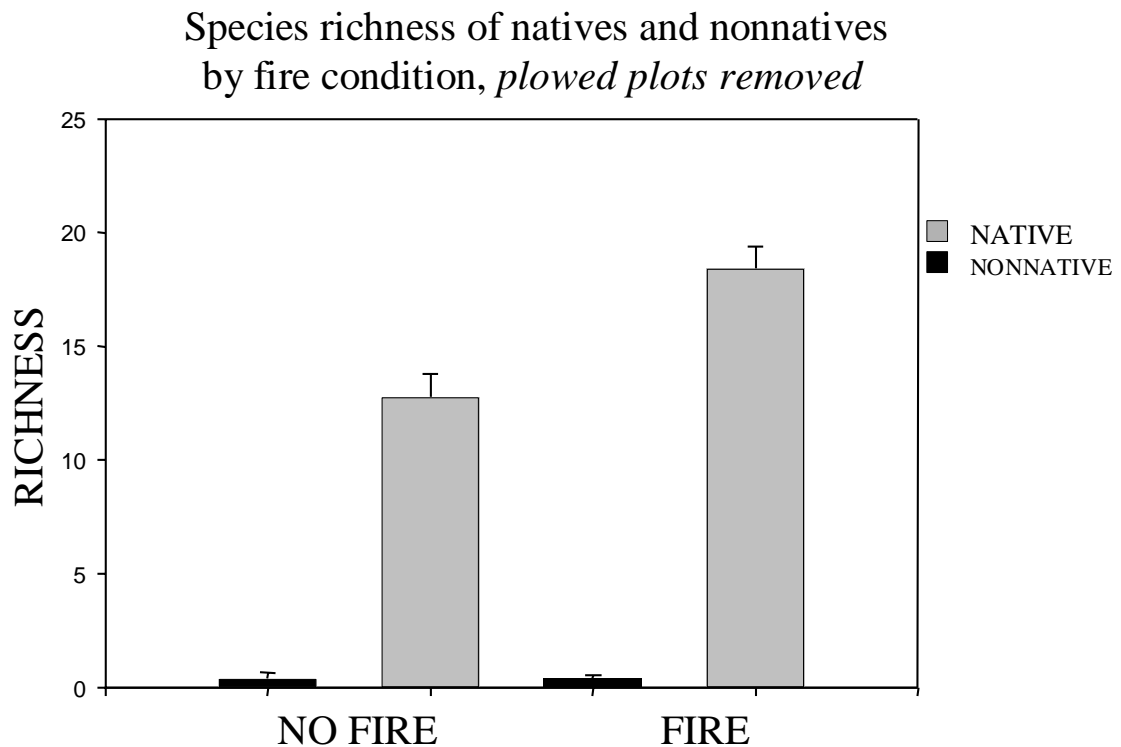 Species richness of natives and nonnatives
by fire condition, plowed plots removed
25
20
15
10
5
0
RICHNESS
NO FIRE
FIRE
NATIVE
NONNATIVE